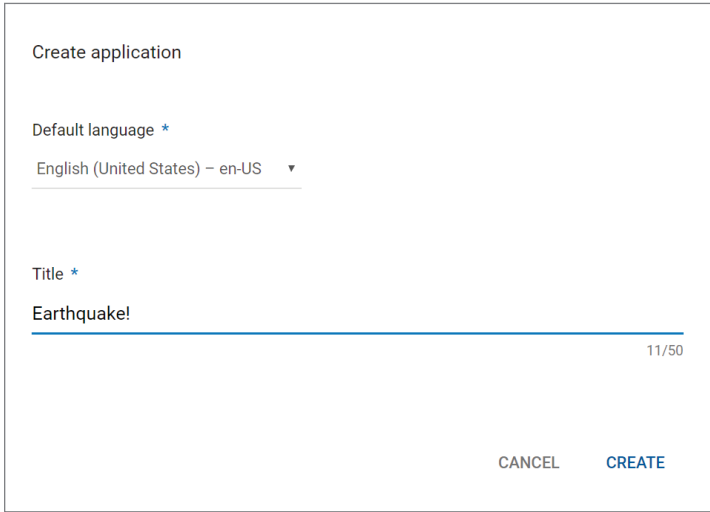 Create application
Default language *
English (United States) – en-US ▼
Title *
Earthquake!
11/50
CANCEL CREATE